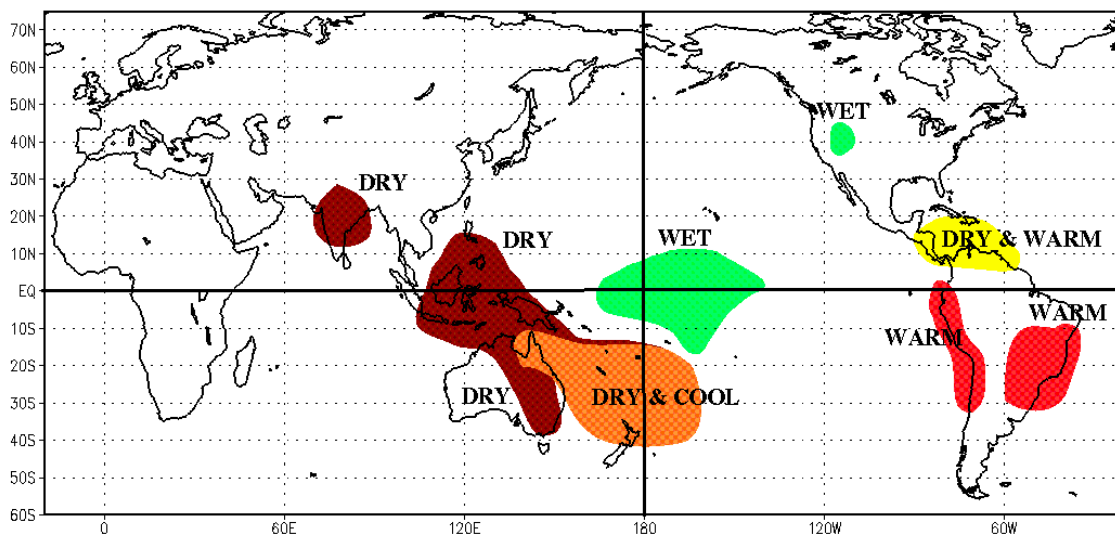 75N
60N
WET
50N
40N
30N
DRY
20N
DRY
WET
DRY & WARM
10N
EQ
10S
WARM
WARM
20S
DRY
DRY & COOL
30S
40S
50S
60S
0
60E
120E
180
120W
60W